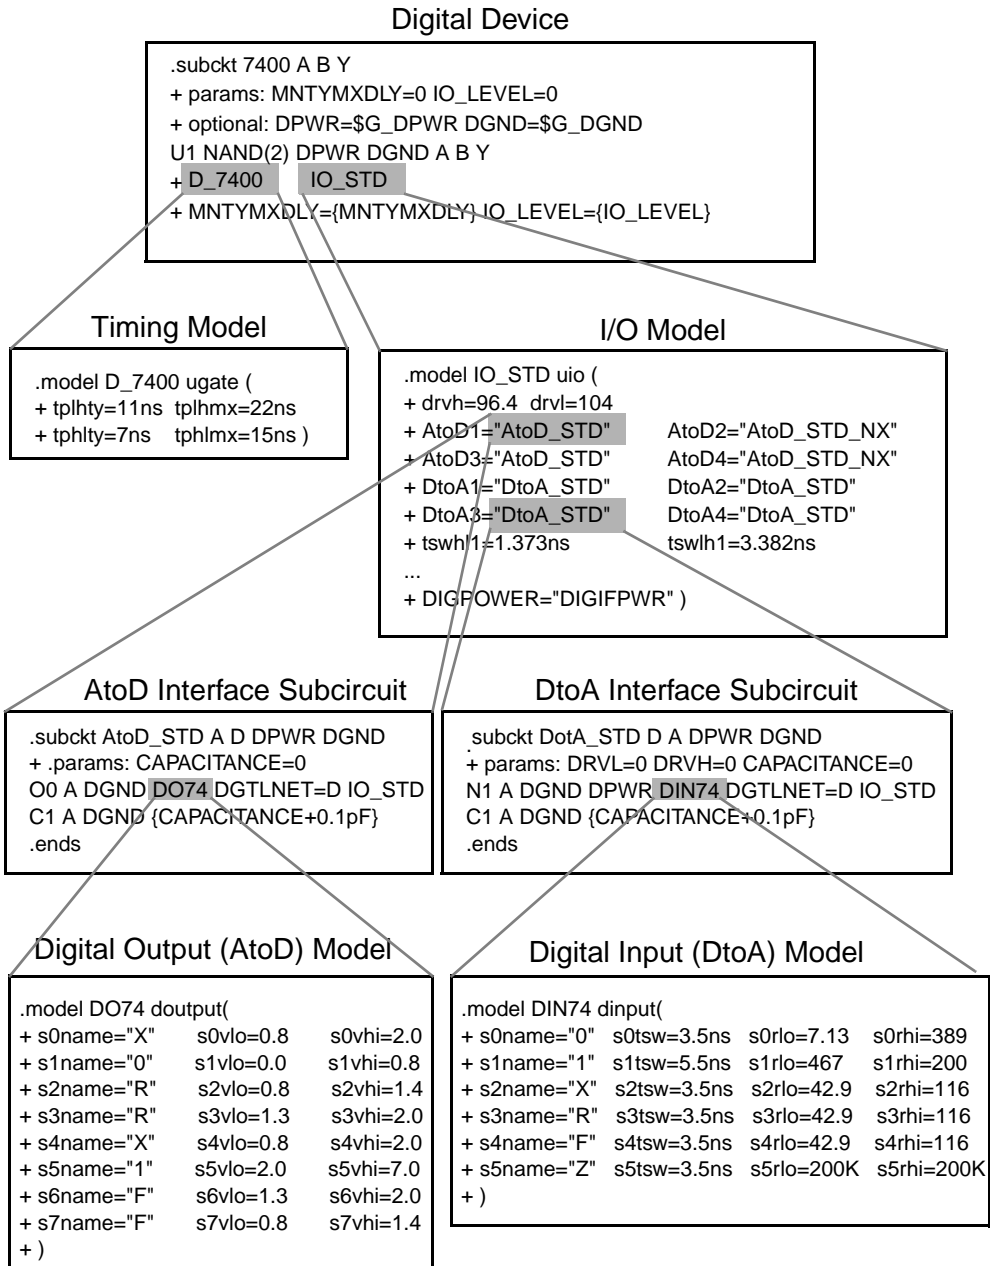 Digital Device
.subckt 7400 A B Y
+ params: MNTYMXDLY=0 IO_LEVEL=0
+ optional: DPWR=$G_DPWR DGND=$G_DGND
U1 NAND(2) DPWR DGND A B Y
+ D_7400 IO_STD
+ MNTYMXDLY={MNTYMXDLY} IO_LEVEL={IO_LEVEL}
Timing Model
.model D_7400 ugate (
+ tplhty=11ns tplhmx=22ns
+ tphlty=7ns tphlmx=15ns )
I/O Model
.model IO_STD uio (
+ drvh=96.4 drvl=104
+ AtoD1="AtoD_STD" AtoD2="AtoD_STD_NX"
+ AtoD3="AtoD_STD" AtoD4="AtoD_STD_NX"
+ DtoA1="DtoA_STD" DtoA2="DtoA_STD"
+ DtoA3="DtoA_STD" DtoA4="DtoA_STD"
+ tswhl1=1.373ns tswlh1=3.382ns
...
+ DIGPOWER="DIGIFPWR" )
AtoD Interface Subcircuit
.subckt AtoD_STD A D DPWR DGND
+ .params: CAPACITANCE=0
O0 A DGND DO74 DGTLNET=D IO_STD
C1 A DGND {CAPACITANCE+0.1pF}
.ends
DtoA Interface Subcircuit
.subckt DotA_STD D A DPWR DGND
+ params: DRVL=0 DRVH=0 CAPACITANCE=0
N1 A DGND DPWR DIN74 DGTLNET=D IO_STD
C1 A DGND {CAPACITANCE+0.1pF}
.ends
Digital Output (AtoD) Model
.model DO74 doutput(
+ s0name="X" s0vlo=0.8 s0vhi=2.0
+ s1name="0" s1vlo=0.0 s1vhi=0.8
+ s2name="R" s2vlo=0.8 s2vhi=1.4
+ s3name="R" s3vlo=1.3 s3vhi=2.0
+ s4name="X" s4vlo=0.8 s4vhi=2.0
+ s5name="1" s5vlo=2.0 s5vhi=7.0
+ s6name="F" s6vlo=1.3 s6vhi=2.0
+ s7name="F" s7vlo=0.8 s7vhi=1.4
+ )
Digital Input (DtoA) Model
.model DIN74 dinput(
+ s0name="0" s0tsw=3.5ns s0rlo=7.13 s0rhi=389
+ s1name="1" s1tsw=5.5ns s1rlo=467 s1rhi=200
+ s2name="X" s2tsw=3.5ns s2rlo=42.9 s2rhi=116
+ s3name="R" s3tsw=3.5ns s3rlo=42.9 s3rhi=116
+ s4name="F" s4tsw=3.5ns s4rlo=42.9 s4rhi=116
+ s5name="Z" s5tsw=3.5ns s5rlo=200K s5rhi=200K
+ )